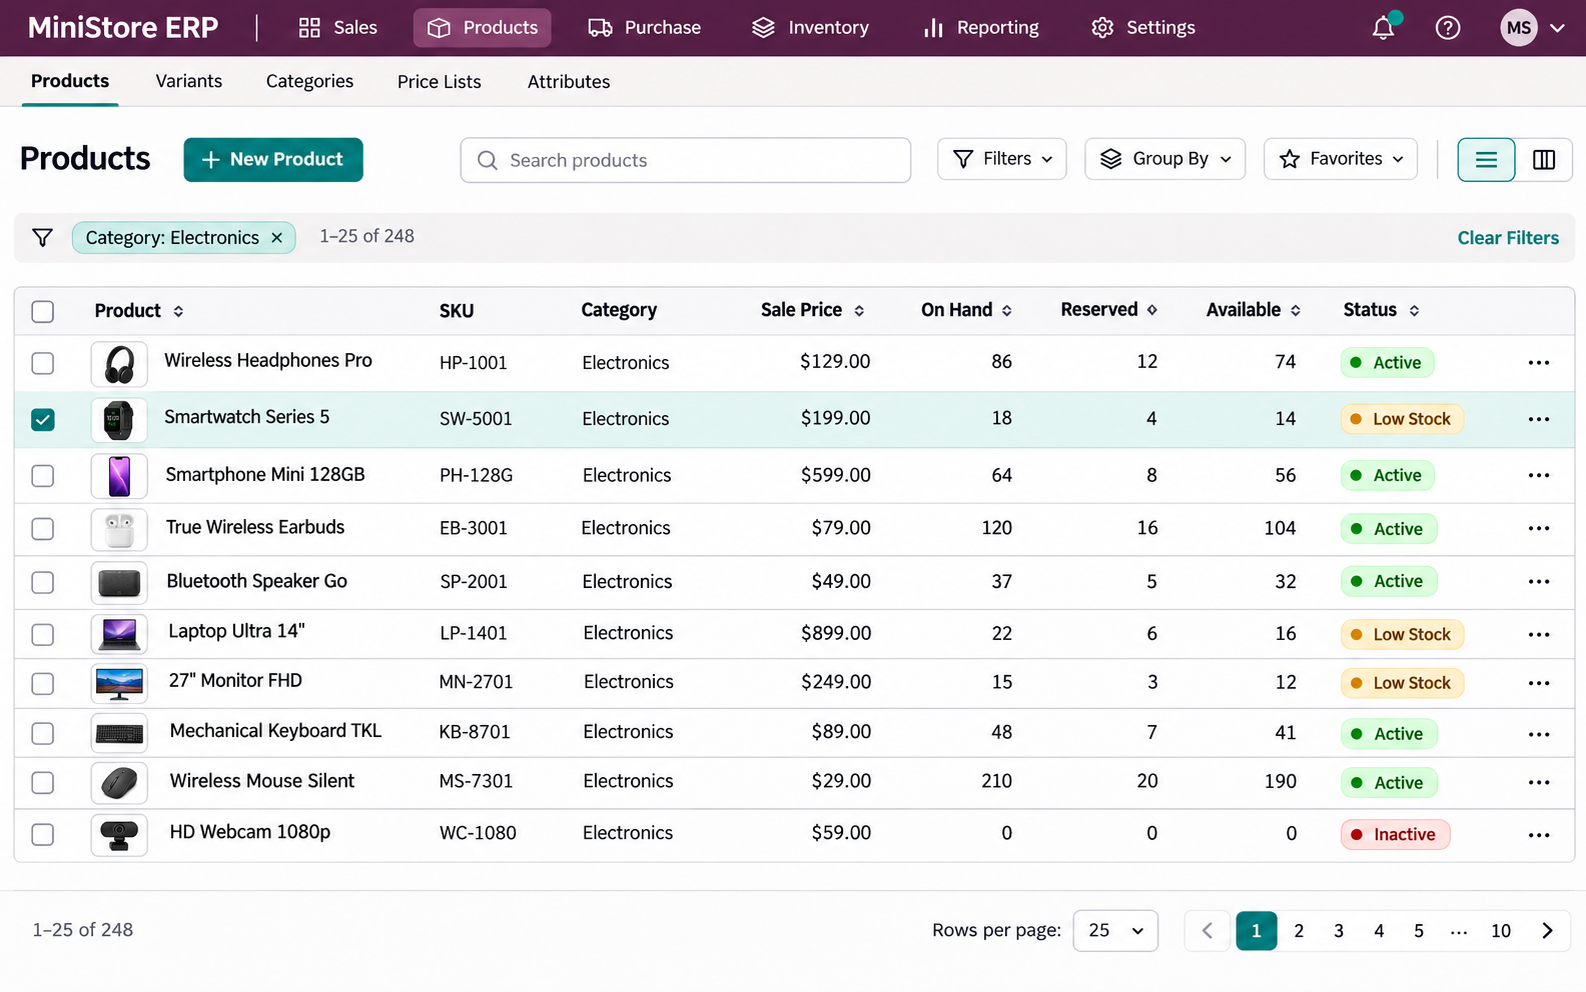 MiniStore ERP Sales Products Purchase Inventory Reporting Settings MS
Products Variants Categories Price Lists Attributes
Products + New Product Search products Filters Group By Favorites
Category: Electronics × 1–25 of 248 Clear Filters
Product SKU Category Sale Price On Hand Reserved Available Status
Wireless Headphones Pro HP-1001 Electronics $129.00 86 12 74 Active ...
Smartwatch Series 5 SW-5001 Electronics $199.00 18 4 14 Low Stock ...
Smartphone Mini 128GB PH-128G Electronics $599.00 64 8 56 Active ...
True Wireless Earbuds EB-3001 Electronics $79.00 120 16 104 Active ...
Bluetooth Speaker Go SP-2001 Electronics $49.00 37 5 32 Active ...
Laptop Ultra 14" LP-1401 Electronics $899.00 22 6 16 Low Stock ...
27" Monitor FHD MN-2701 Electronics $249.00 15 3 12 Low Stock ...
Mechanical Keyboard TKL KB-8701 Electronics $89.00 48 7 41 Active ...
Wireless Mouse Silent MS-7301 Electronics $29.00 210 20 190 Active ...
HD Webcam 1080p WC-1080 Electronics $59.00 0 0 0 Inactive ...
1–25 of 248 Rows per page: 25 1 2 3 4 5 ... 10